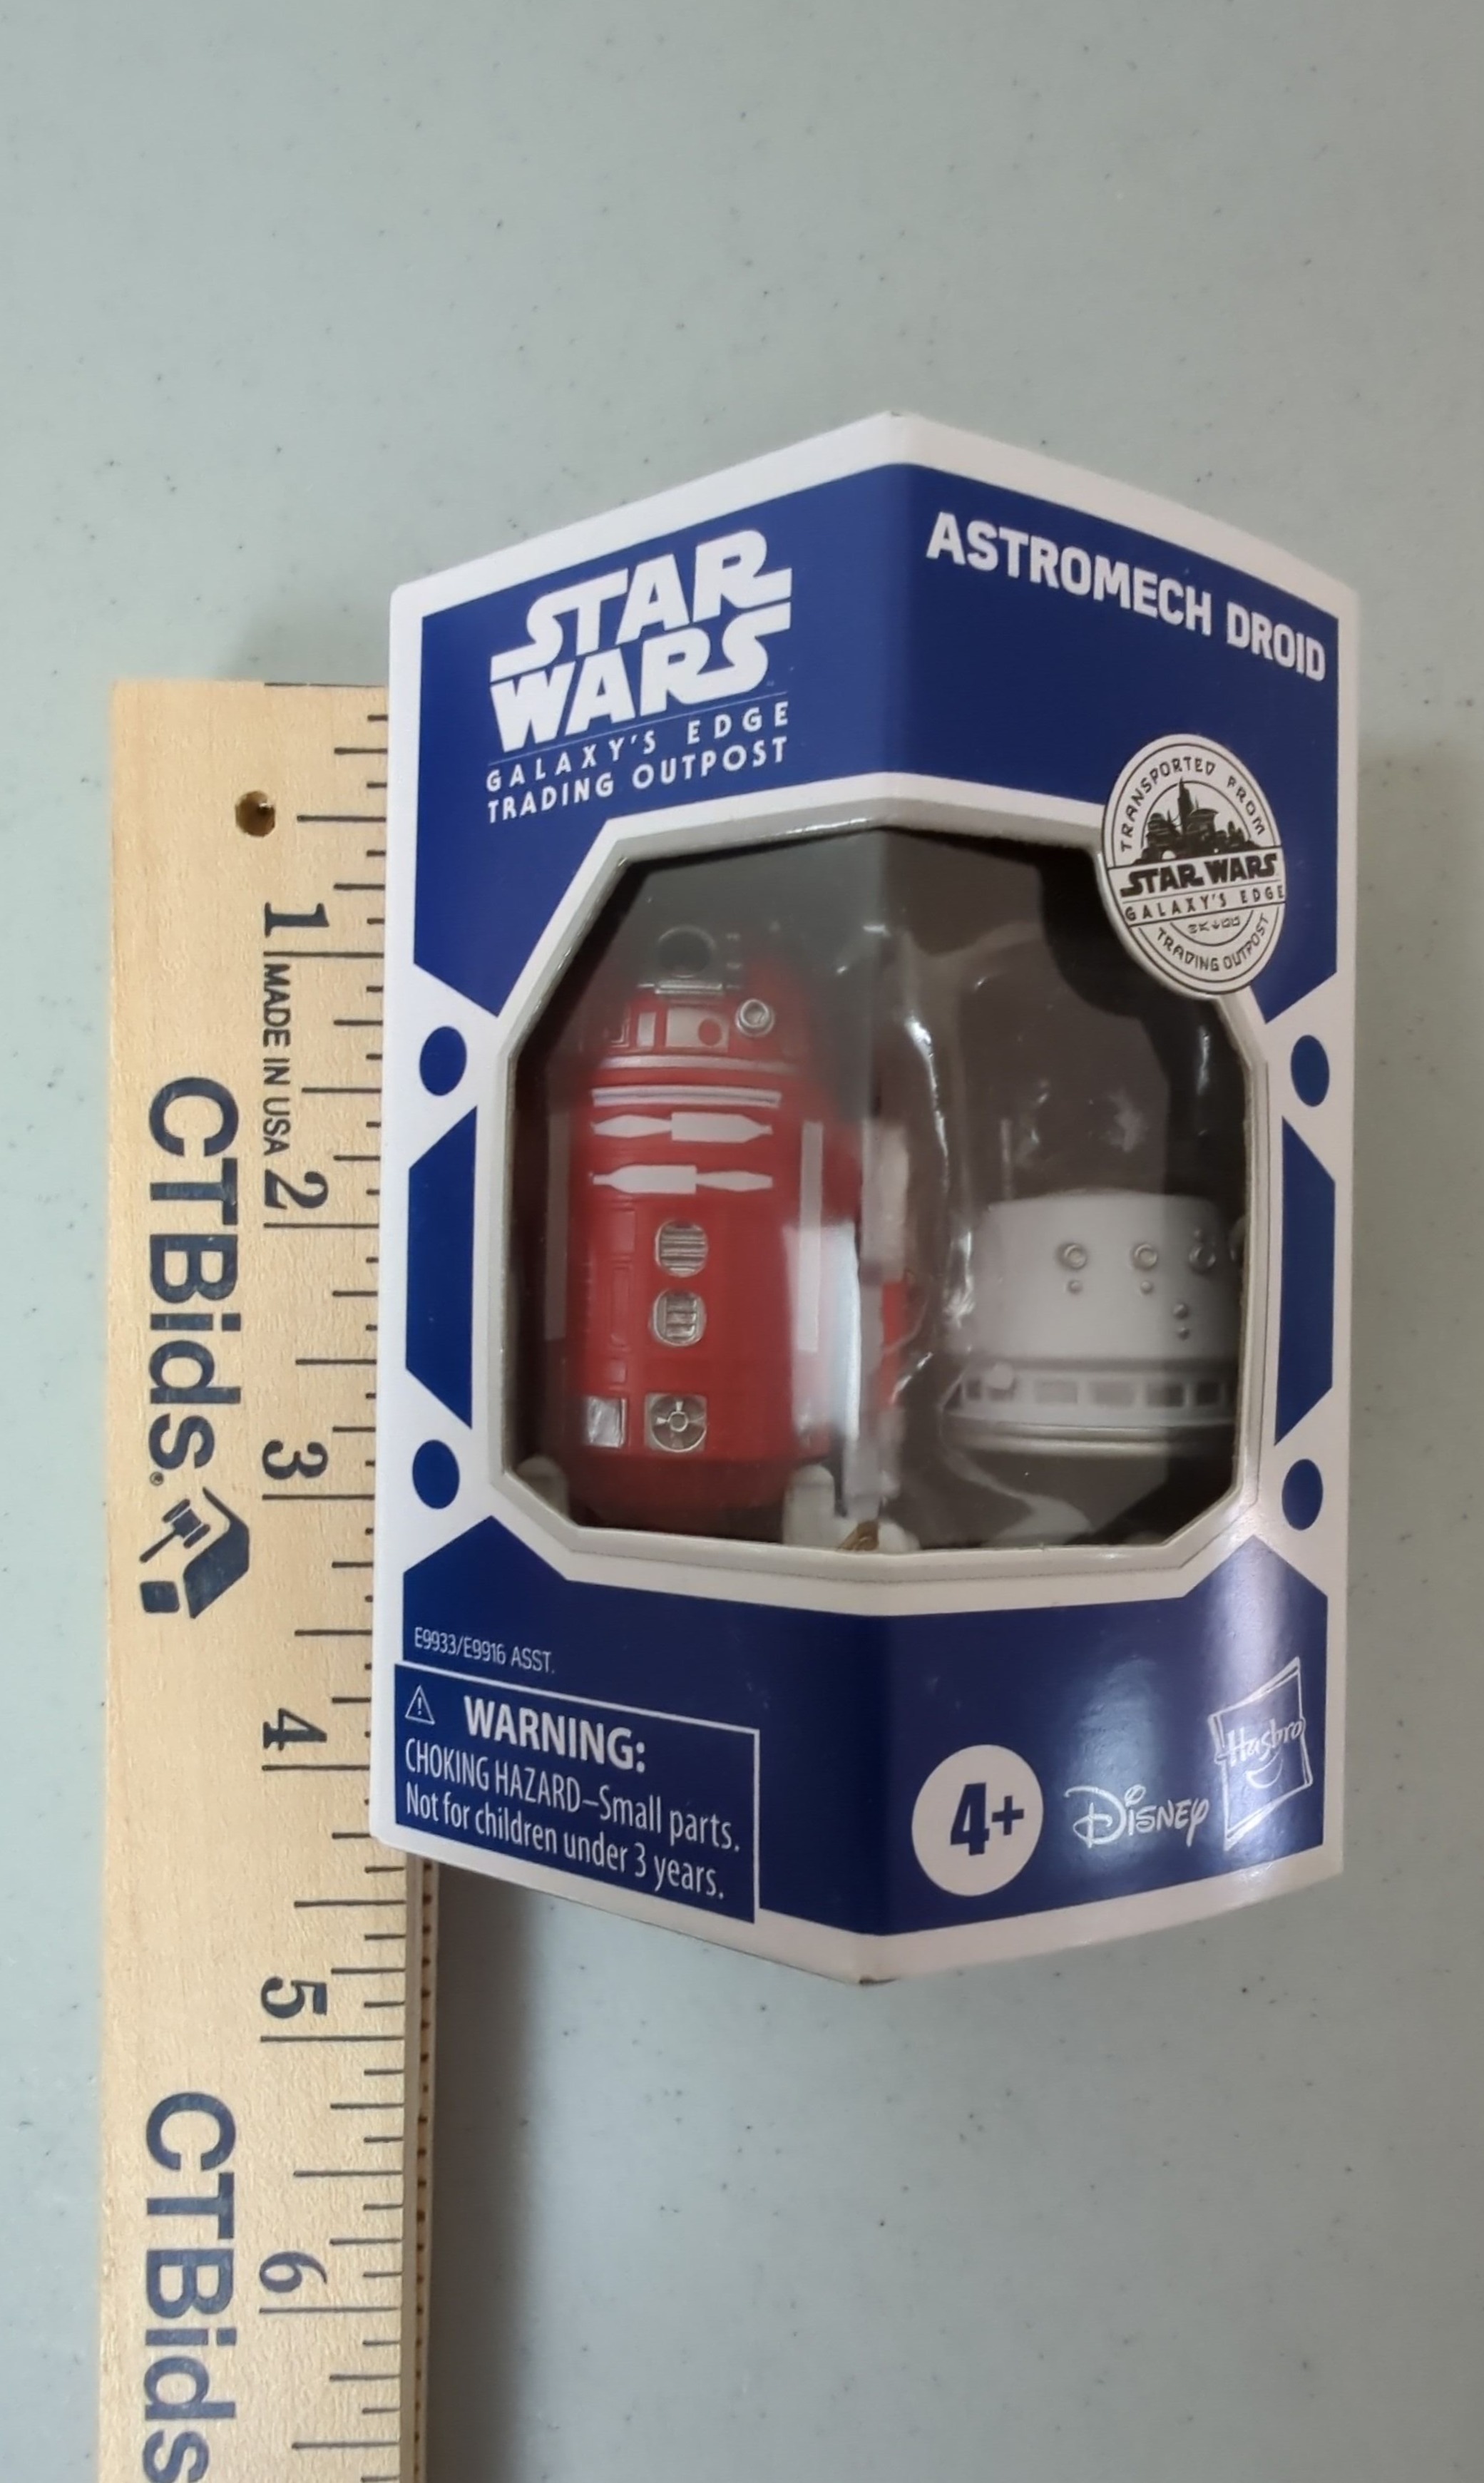 STAR
WARS
GALAXY'S EDGE
TRADING OUTPOST
ASTROMECH DROID
TRANSPORTED FROM
STAR WARS
GALAXY'S EDGE
TRADING OUTPOST
E9933/E9916 ASST.
WARNING:
CHOKING HAZARD–Small parts.
Not for children under 3 years.
4+
Disney
Hasbro
1
MADE IN USA
2
3
4
5
6
CTBids.
CTBids